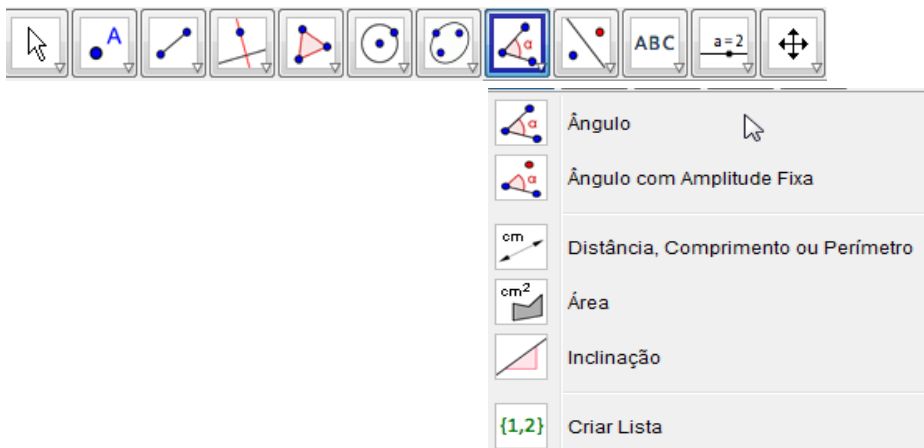 A α ABC a=2
α Ângulo
α Ângulo com Amplitude Fixa
cm Distância, Comprimento ou Perímetro
cm² Área
Inclinação
{1,2} Criar Lista